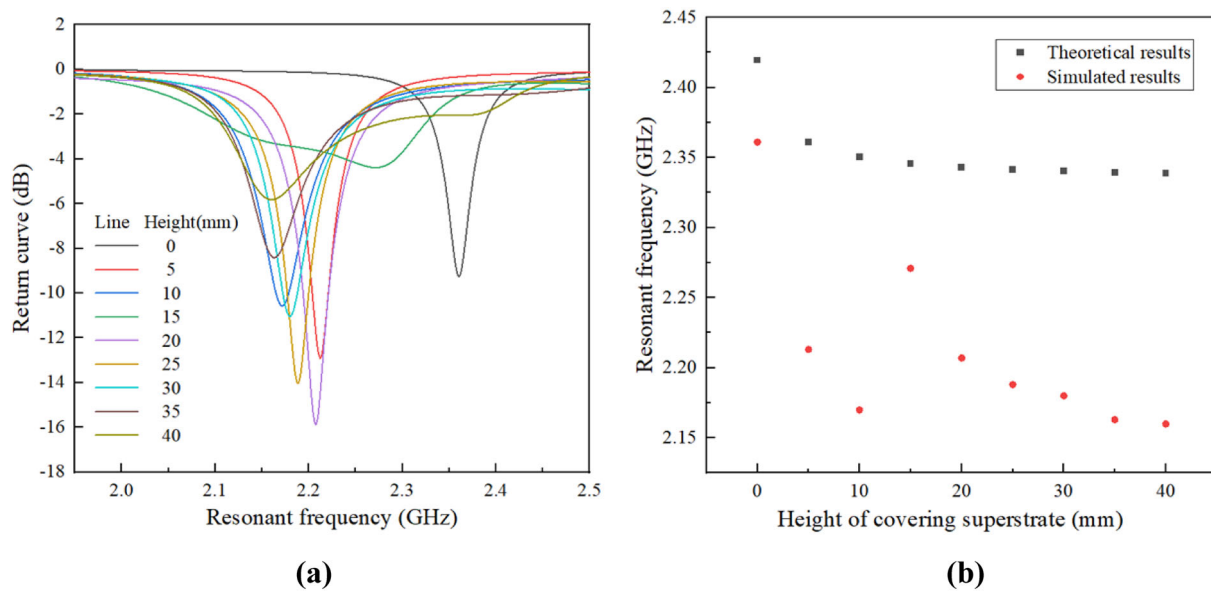 2
0
-2
-4
-6
-8
-10
-12
-14
-16
-18
Return curve (dB)
Line Height(mm)
0
5
10
15
20
25
30
35
40
2.0 2.1 2.2 2.3 2.4 2.5
Resonant frequency (GHz)
(a)
2.45
2.40
2.35
2.30
2.25
2.20
2.15
Resonant frequency (GHz)
Theoretical results
Simulated results
0 10 20 30 40
Height of covering superstrate (mm)
(b)